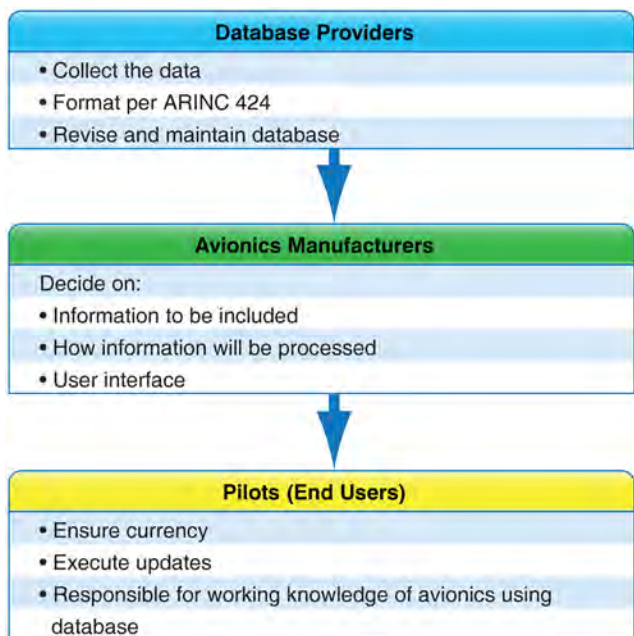 Database Providers
• Collect the data
• Format per ARINC 424
• Revise and maintain database
Avionics Manufacturers
Decide on:
• Information to be included
• How information will be processed
• User interface
Pilots (End Users)
• Ensure currency
• Execute updates
• Responsible for working knowledge of avionics using
database